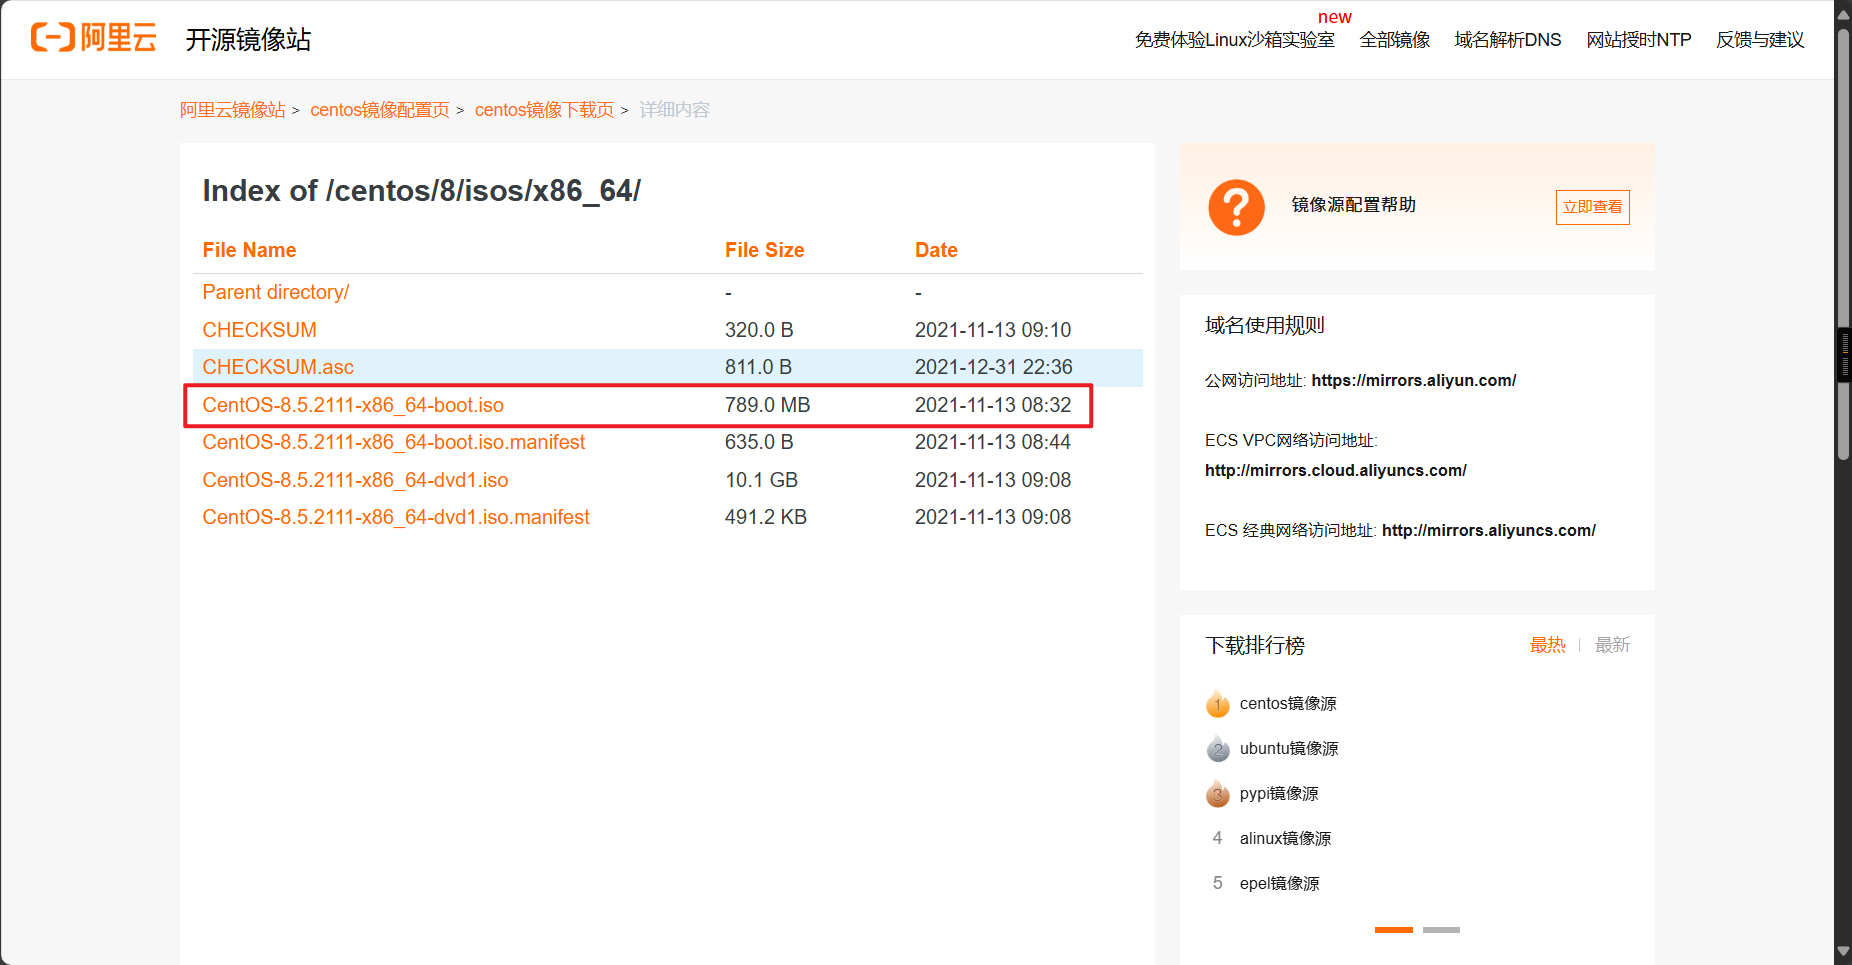 阿里云 开源镜像站
new
免费体验Linux沙箱实验室 全部镜像 域名解析DNS 网站授时NTP 反馈与建议
阿里云镜像站 > centos镜像配置页 > centos镜像下载页 > 详细内容
Index of /centos/8/isos/x86_64/
File Name File Size Date
Parent directory/ - -
CHECKSUM 320.0 B 2021-11-13 09:10
CHECKSUM.asc 811.0 B 2021-12-31 22:36
CentOS-8.5.2111-x86_64-boot.iso 789.0 MB 2021-11-13 08:32
CentOS-8.5.2111-x86_64-boot.iso.manifest 635.0 B 2021-11-13 08:44
CentOS-8.5.2111-x86_64-dvd1.iso 10.1 GB 2021-11-13 09:08
CentOS-8.5.2111-x86_64-dvd1.iso.manifest 491.2 KB 2021-11-13 09:08
? 镜像源配置帮助 立即查看
域名使用规则
公网访问地址: https://mirrors.aliyun.com/
ECS VPC网络访问地址:
http://mirrors.cloud.aliyuncs.com/
ECS 经典网络访问地址: http://mirrors.aliyuncs.com/
下载排行榜 最热 | 最新
1 centos镜像源
2 ubuntu镜像源
3 pypi镜像源
4 alinux镜像源
5 epel镜像源